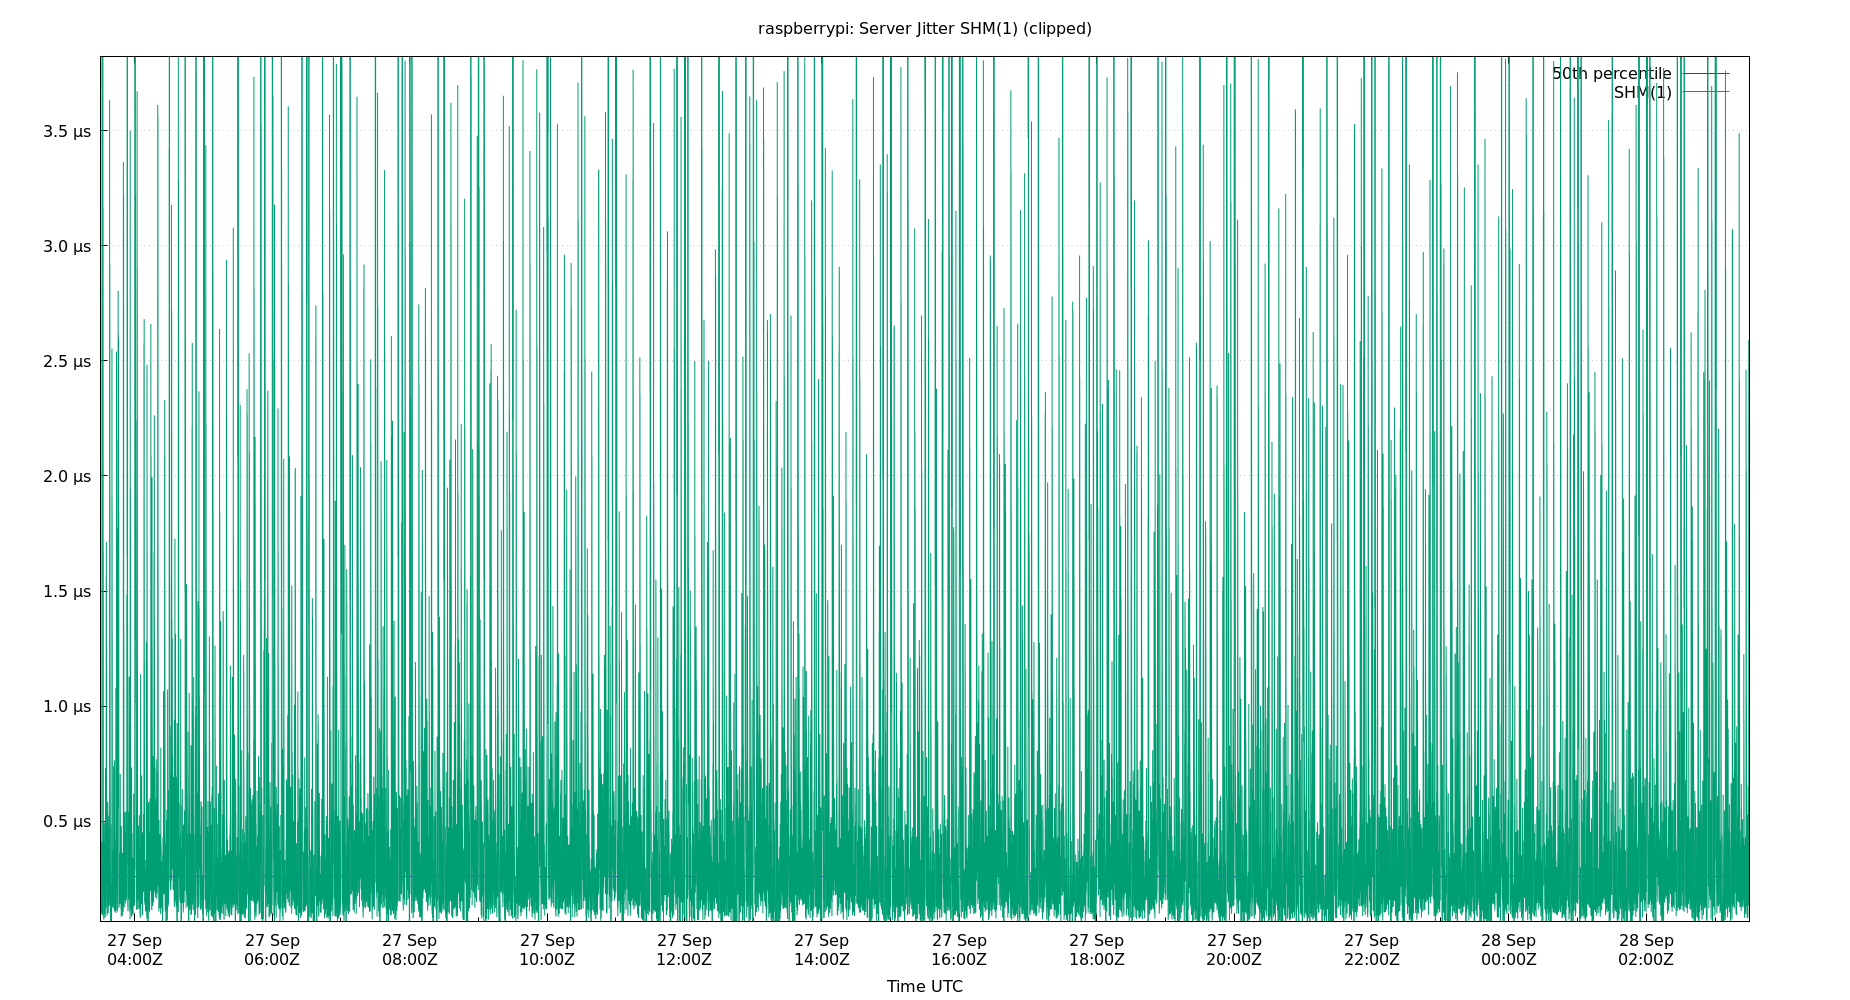 raspberrypi: Server Jitter SHM(1) (clipped)
50th percentile
SHM(1)
3.5 µs
3.0 µs
2.5 µs
2.0 µs
1.5 µs
1.0 µs
0.5 µs
27 Sep 27 Sep 27 Sep 27 Sep 27 Sep 27 Sep 27 Sep 27 Sep 27 Sep 27 Sep 28 Sep 28 Sep
04:00Z 06:00Z 08:00Z 10:00Z 12:00Z 14:00Z 16:00Z 18:00Z 20:00Z 22:00Z 00:00Z 02:00Z
Time UTC